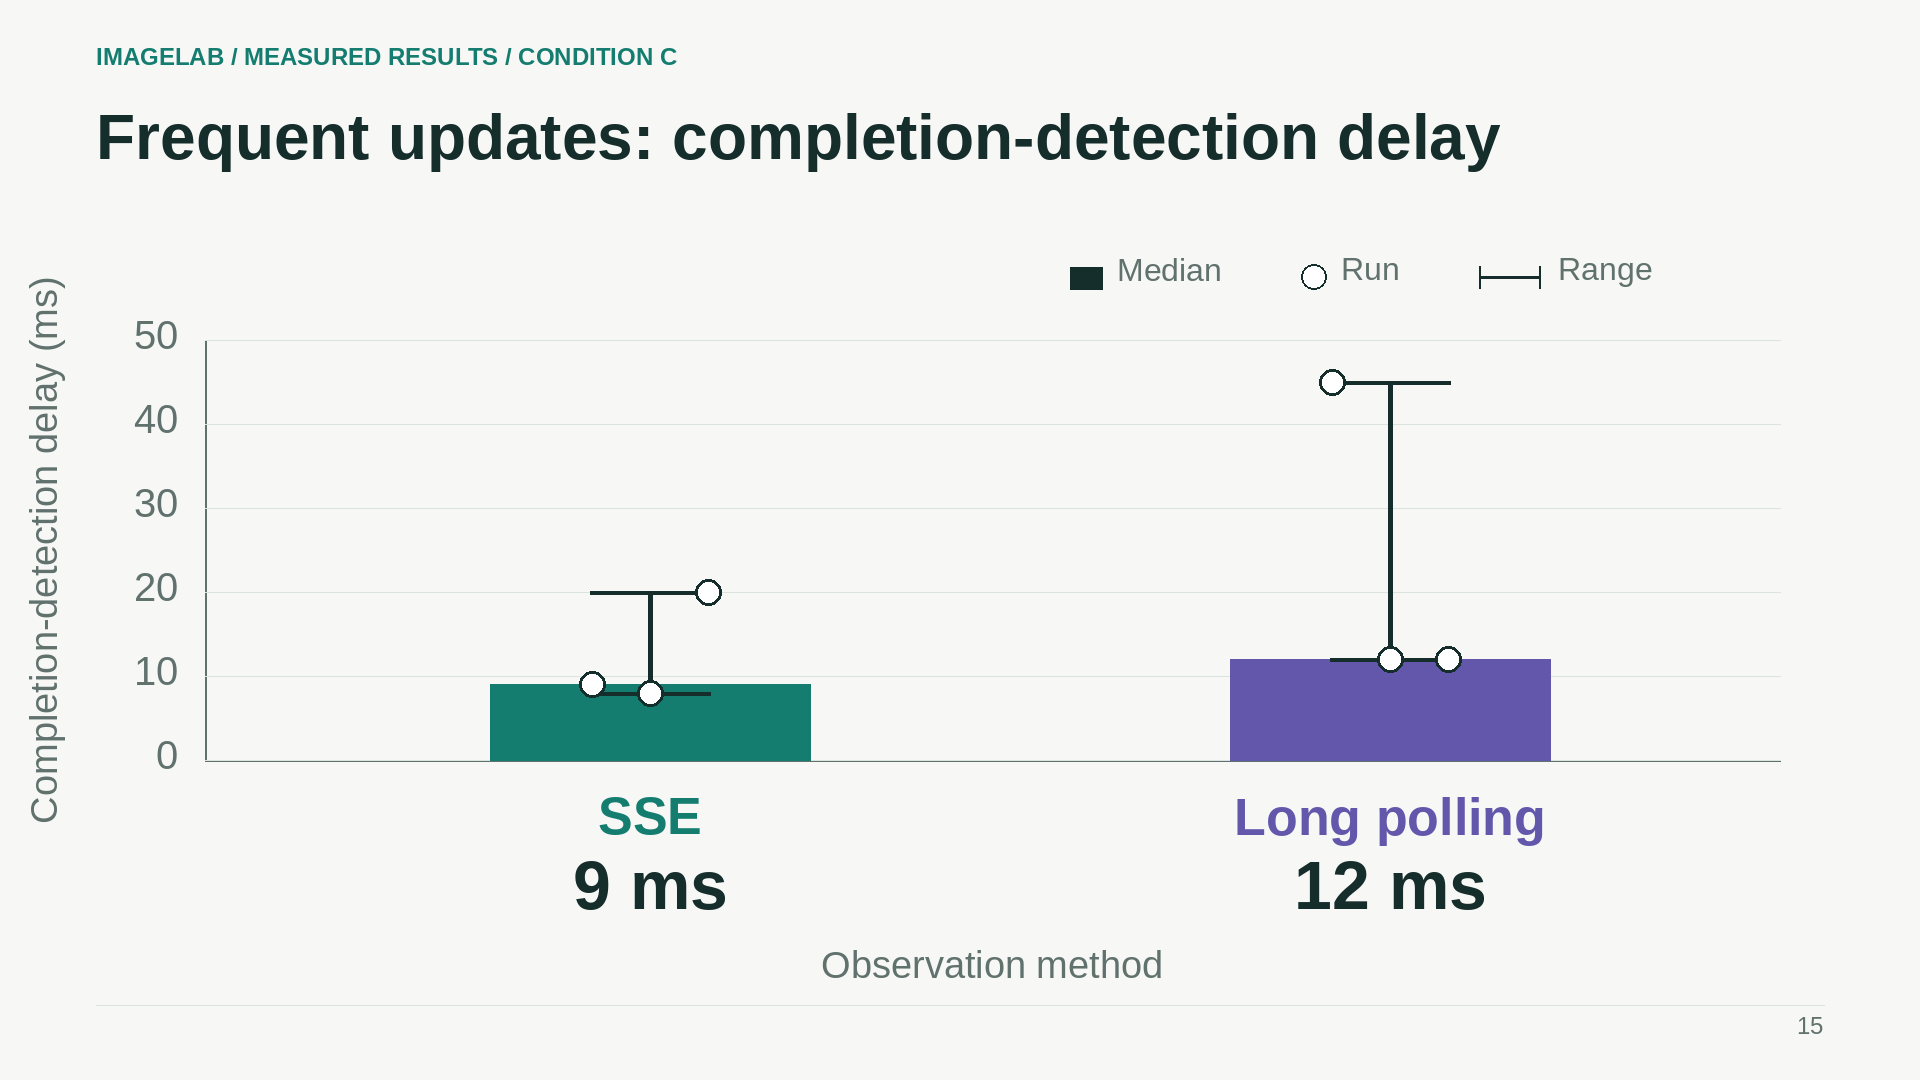 IMAGELAB / MEASURED RESULTS / CONDITION C
Frequent updates: completion-detection delay
Median
Run
Range
Completion-detection delay (ms)
50
40
30
20
10
0
SSE
Long polling
9 ms
12 ms
Observation method
15